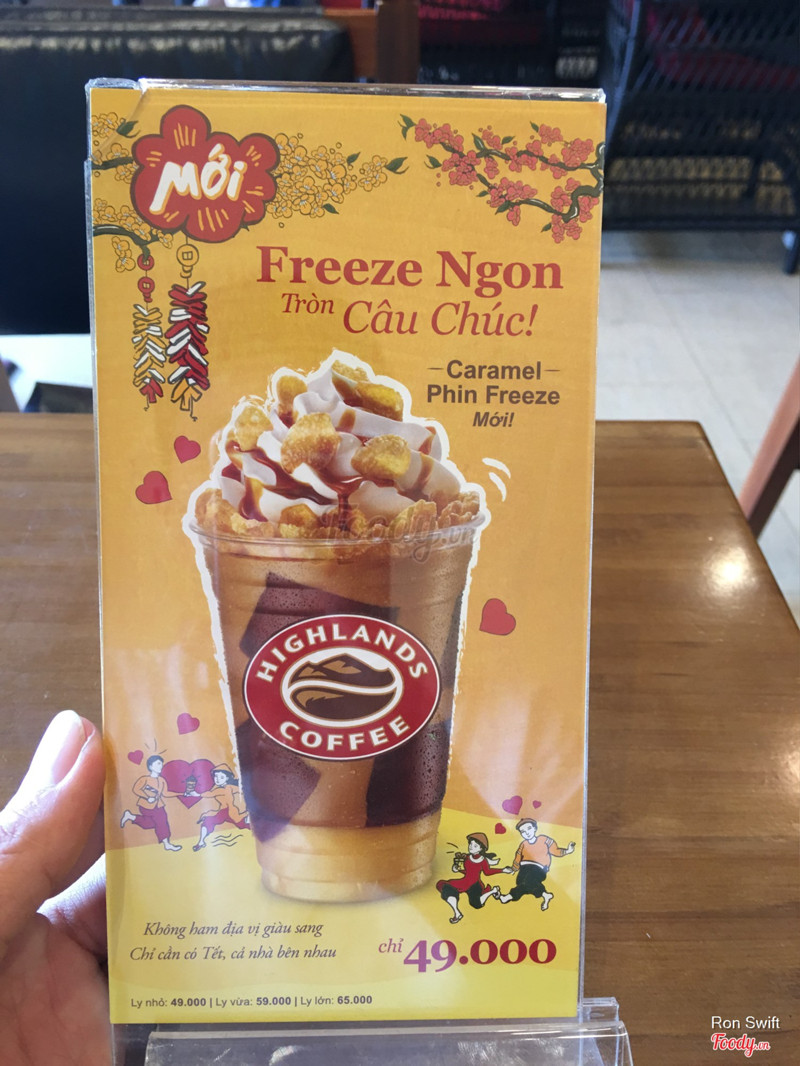 Mới
Freeze Ngon
Tròn Câu Chúc!
Caramel
Phin Freeze
Mới!
Foody.vn
HIGHLANDS
COFFEE
Không ham địa vị giàu sang
Chỉ cần có Tết, cả nhà bên nhau
chỉ 49.000
Ly nhỏ: 49.000 | Ly vừa: 59.000 | Ly lớn: 65.000
Ron Swift
Foody.vn